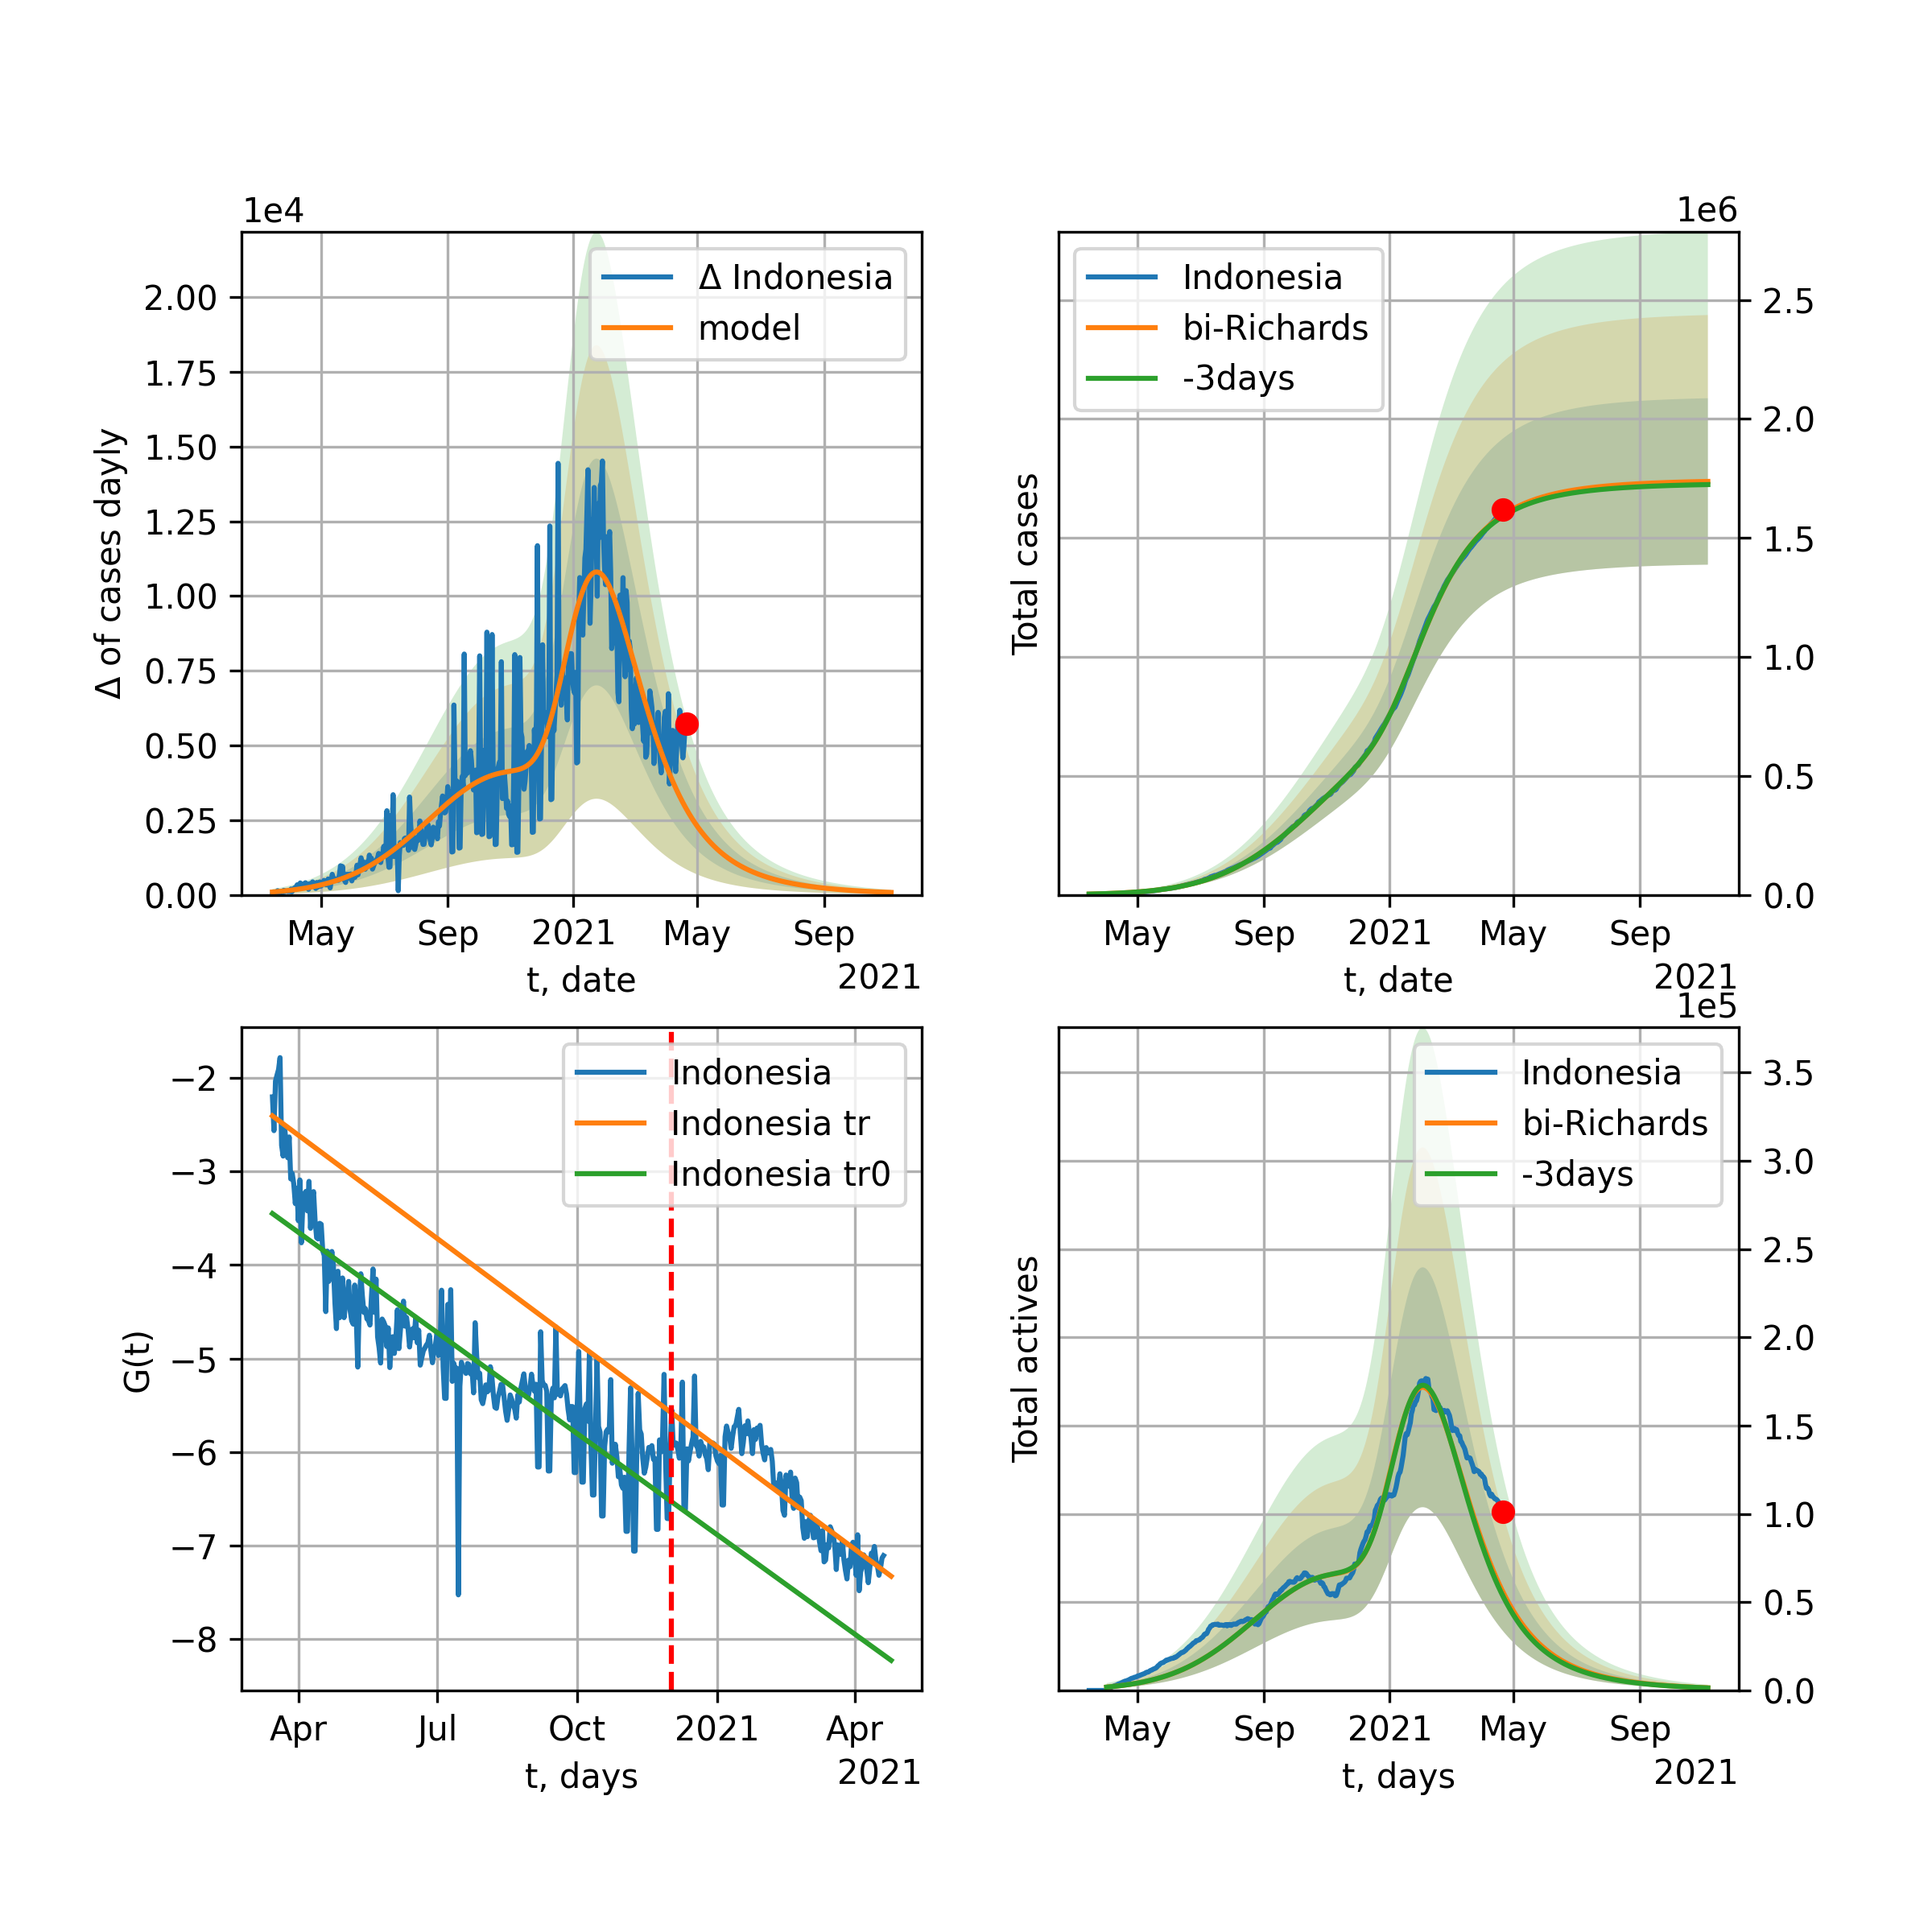 1e4
Δ of cases dayly
2.00
1.75
1.50
1.25
1.00
0.75
0.50
0.25
0.00
Δ Indonesia
model
May Sep 2021 May Sep
t, date
2021
1e6
Total cases
Indonesia
bi-Richards
-3days
2.5
2.0
1.5
1.0
0.5
0.0
May Sep 2021 May Sep
t, date
2021
G(t)
−2
−3
−4
−5
−6
−7
−8
Indonesia
Indonesia tr
Indonesia tr0
Apr Jul Oct 2021 Apr
t, days
2021
1e5
Total actives
Indonesia
bi-Richards
-3days
3.5
3.0
2.5
2.0
1.5
1.0
0.5
0.0
May Sep 2021 May Sep
t, days
2021